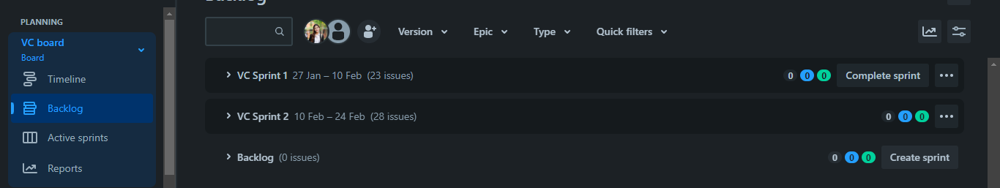 Backlog
PLANNING
VC board
Board
Timeline
Backlog
Active sprints
Reports
Version Epic Type Quick filters
VC Sprint 1 27 Jan – 10 Feb (23 issues) 0 0 0 Complete sprint
VC Sprint 2 10 Feb – 24 Feb (28 issues) 0 0 0
Backlog (0 issues) 0 0 0 Create sprint